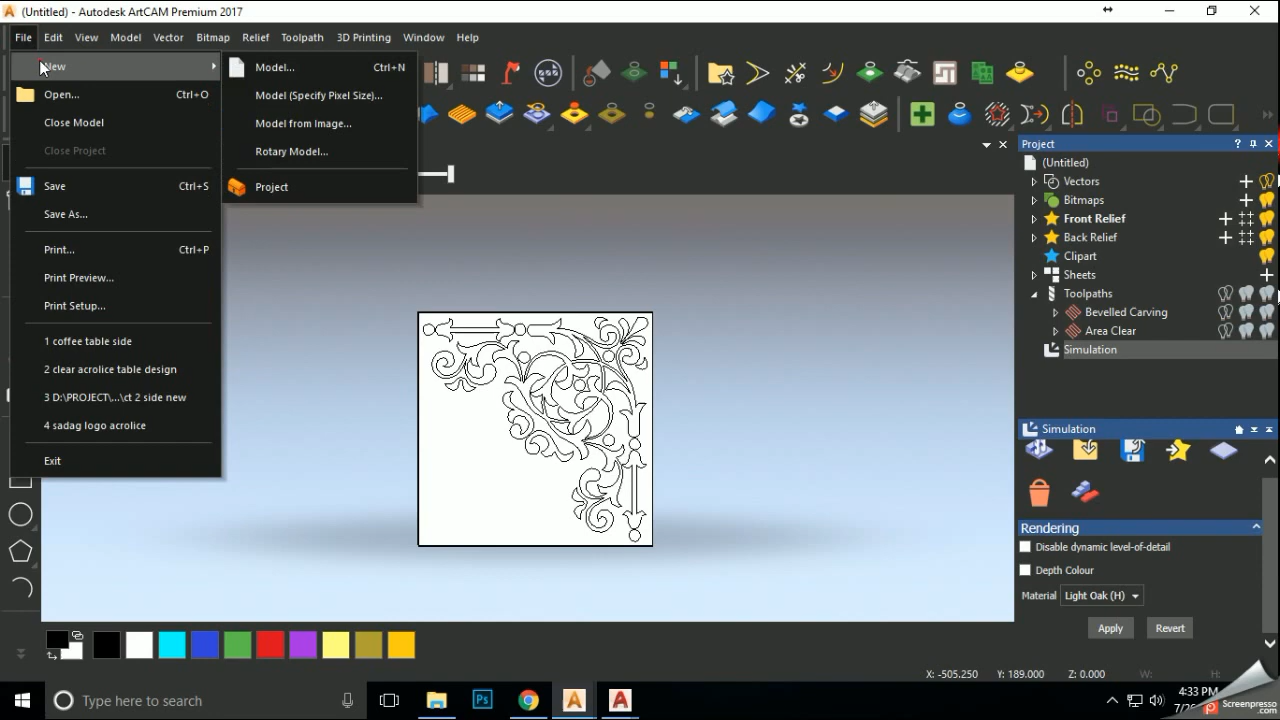 (Untitled) - Autodesk ArtCAM Premium 2017
File Edit View Model Vector Bitmap Relief Toolpath 3D Printing Window Help
New
Open... Ctrl+O
Close Model
Close Project
Save Ctrl+S
Save As...
Print... Ctrl+P
Print Preview...
Print Setup...
1 coffee table side
2 clear acrolice table design
3 D:\PROJECT\...\ct 2 side new
4 sadag logo acrolice
Exit
Model... Ctrl+N
Model (Specify Pixel Size)...
Model from Image...
Rotary Model...
Project
Project
(Untitled)
Vectors
Bitmaps
Front Relief
Back Relief
Clipart
Sheets
Toolpaths
Bevelled Carving
Area Clear
Simulation
Simulation
Rendering
Disable dynamic level-of-detail
Depth Colour
Material Light Oak (H)
Apply Revert
X: -505.250 Y: 189.000 Z: 0.000 W: H:
Type here to search
Ps
4:33 PM
Screenpresso
.com